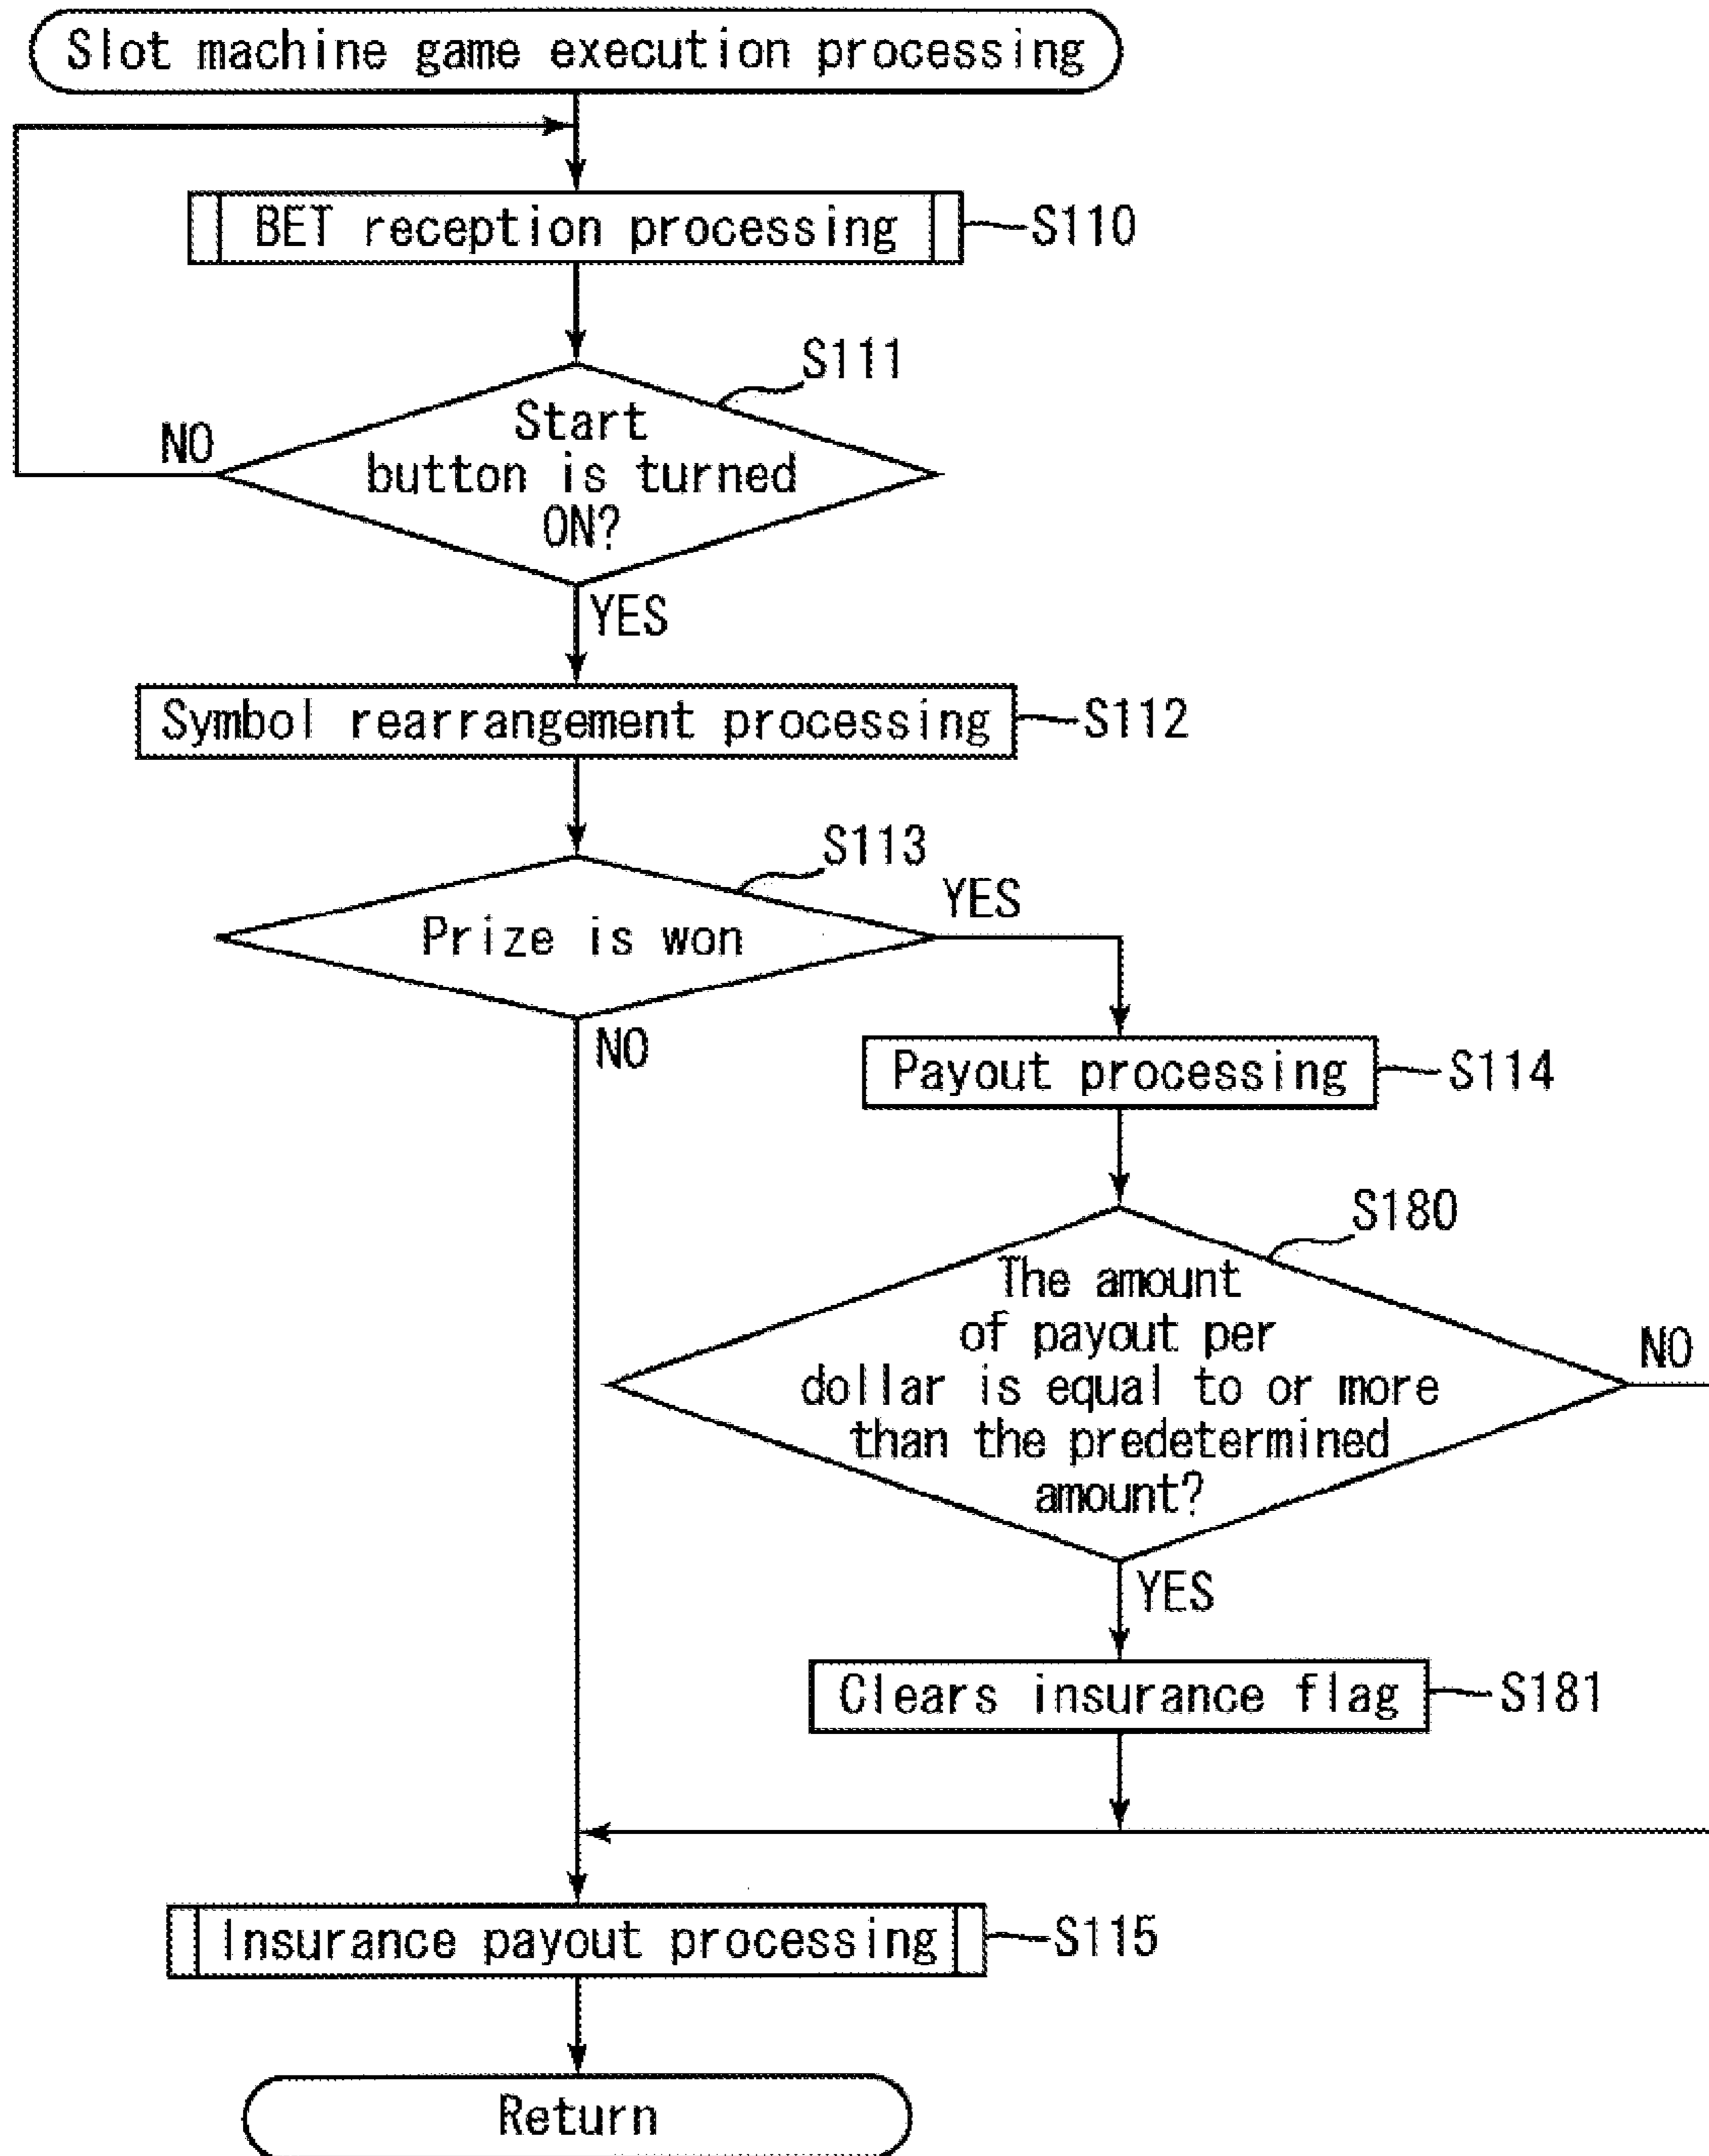 Slot machine game execution processing
BET reception processing
S110
S111
Start
button is turned
ON?
NO
YES
Symbol rearrangement processing
S112
S113
Prize is won
YES
NO
Payout processing
S114
S180
The amount
of payout per
dollar is equal to or more
than the predetermined
amount?
NO
YES
Clears insurance flag
S181
Insurance payout processing
S115
Return